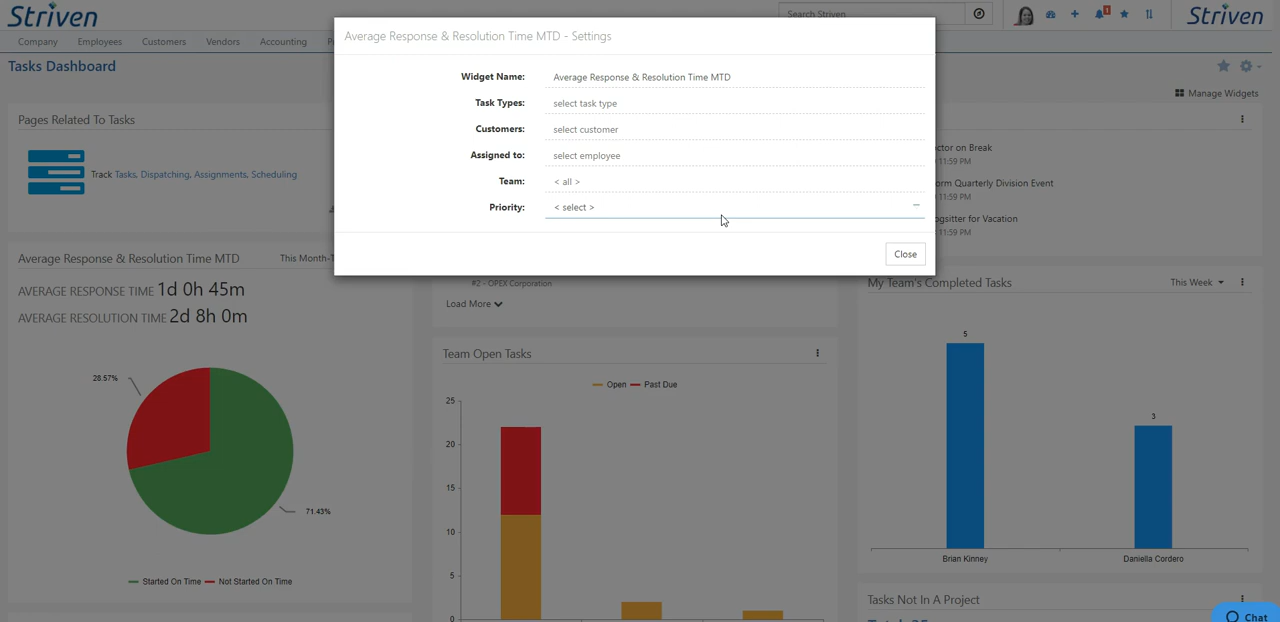 Striven
Search Striven
1
Striven
Company Employees Customers Vendors Accounting
Tasks Dashboard
Manage Widgets
Average Response & Resolution Time MTD - Settings
Widget Name: Average Response & Resolution Time MTD
Task Types: select task type
Customers: select customer
Assigned to: select employee
Team: < all >
Priority: < select >
Close
Pages Related To Tasks
Track Tasks, Dispatching, Assignments, Scheduling
Average Response & Resolution Time MTD This Month-T
AVERAGE RESPONSE TIME 1d 0h 45m
AVERAGE RESOLUTION TIME 2d 8h 0m
28.57%
71.43%
Started On Time Not Started On Time
#2 - OPEX Corporation
Load More
Team Open Tasks
Open Past Due
25
20
15
10
5
0
ctor on Break
11:59 PM
orm Quarterly Division Event
11:59 PM
ogsitter for Vacation
11:59 PM
My Team's Completed Tasks This Week
5
3
Brian Kinney Daniella Cordero
Tasks Not In A Project
Chat